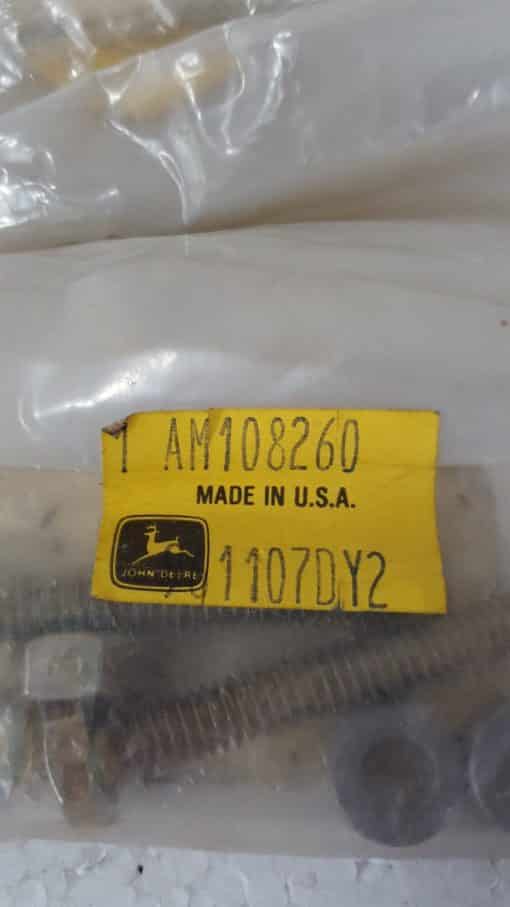 1 AM108260
MADE IN U.S.A.
JOHN DEERE
1107DY2